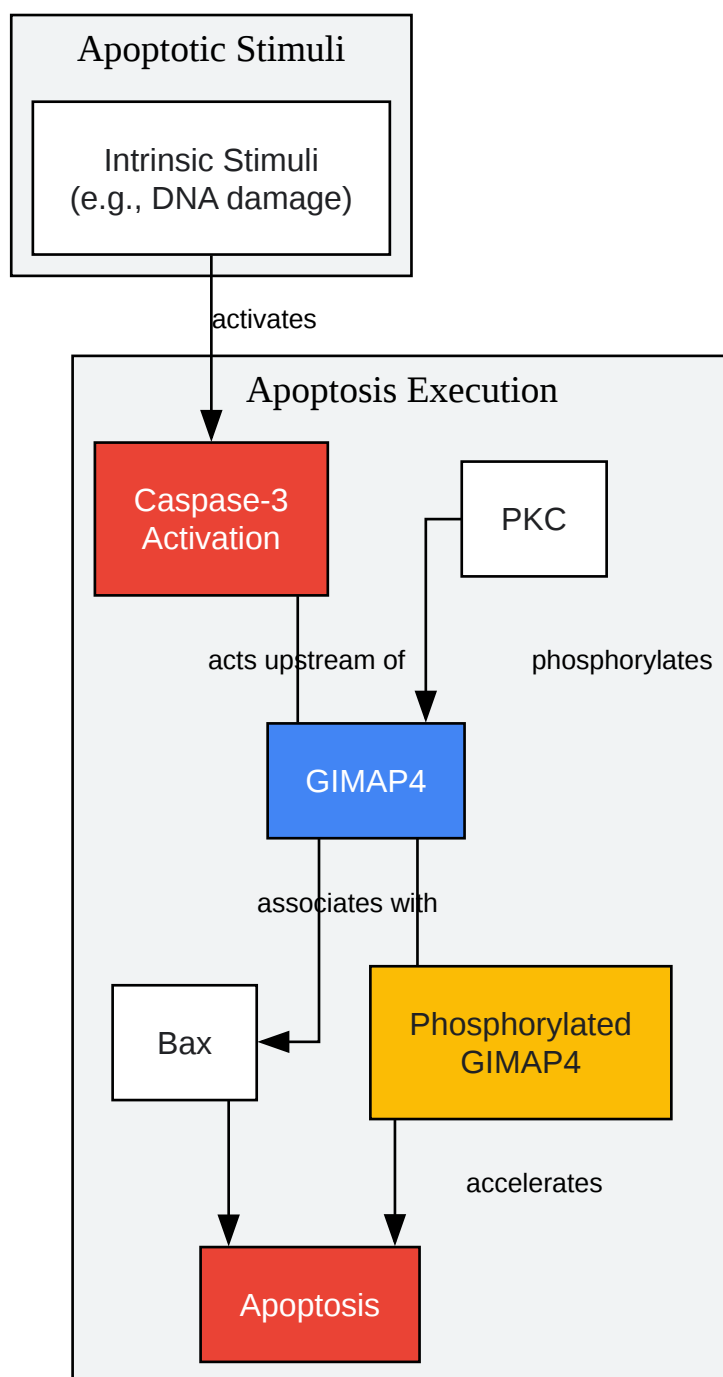 Apoptotic Stimuli
Intrinsic Stimuli
(e.g., DNA damage)
activates
Apoptosis Execution
Caspase-3
Activation
PKC
acts upstream of
phosphorylates
GIMAP4
associates with
Bax
Phosphorylated
GIMAP4
accelerates
Apoptosis